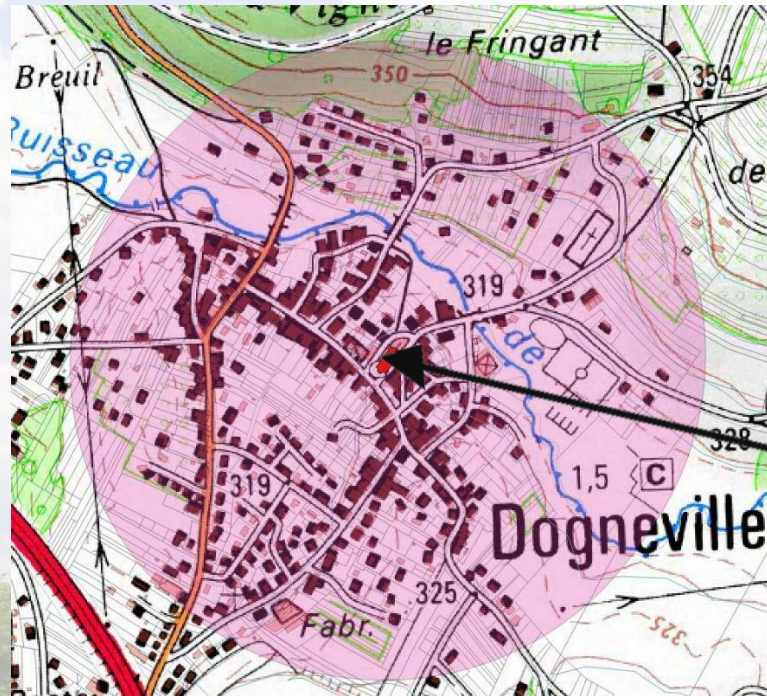 le Fringant
350
354
Breuil
Ruisseau
de
319
de
328
1,5
C
319
Dogneville
325
Fabr.
325